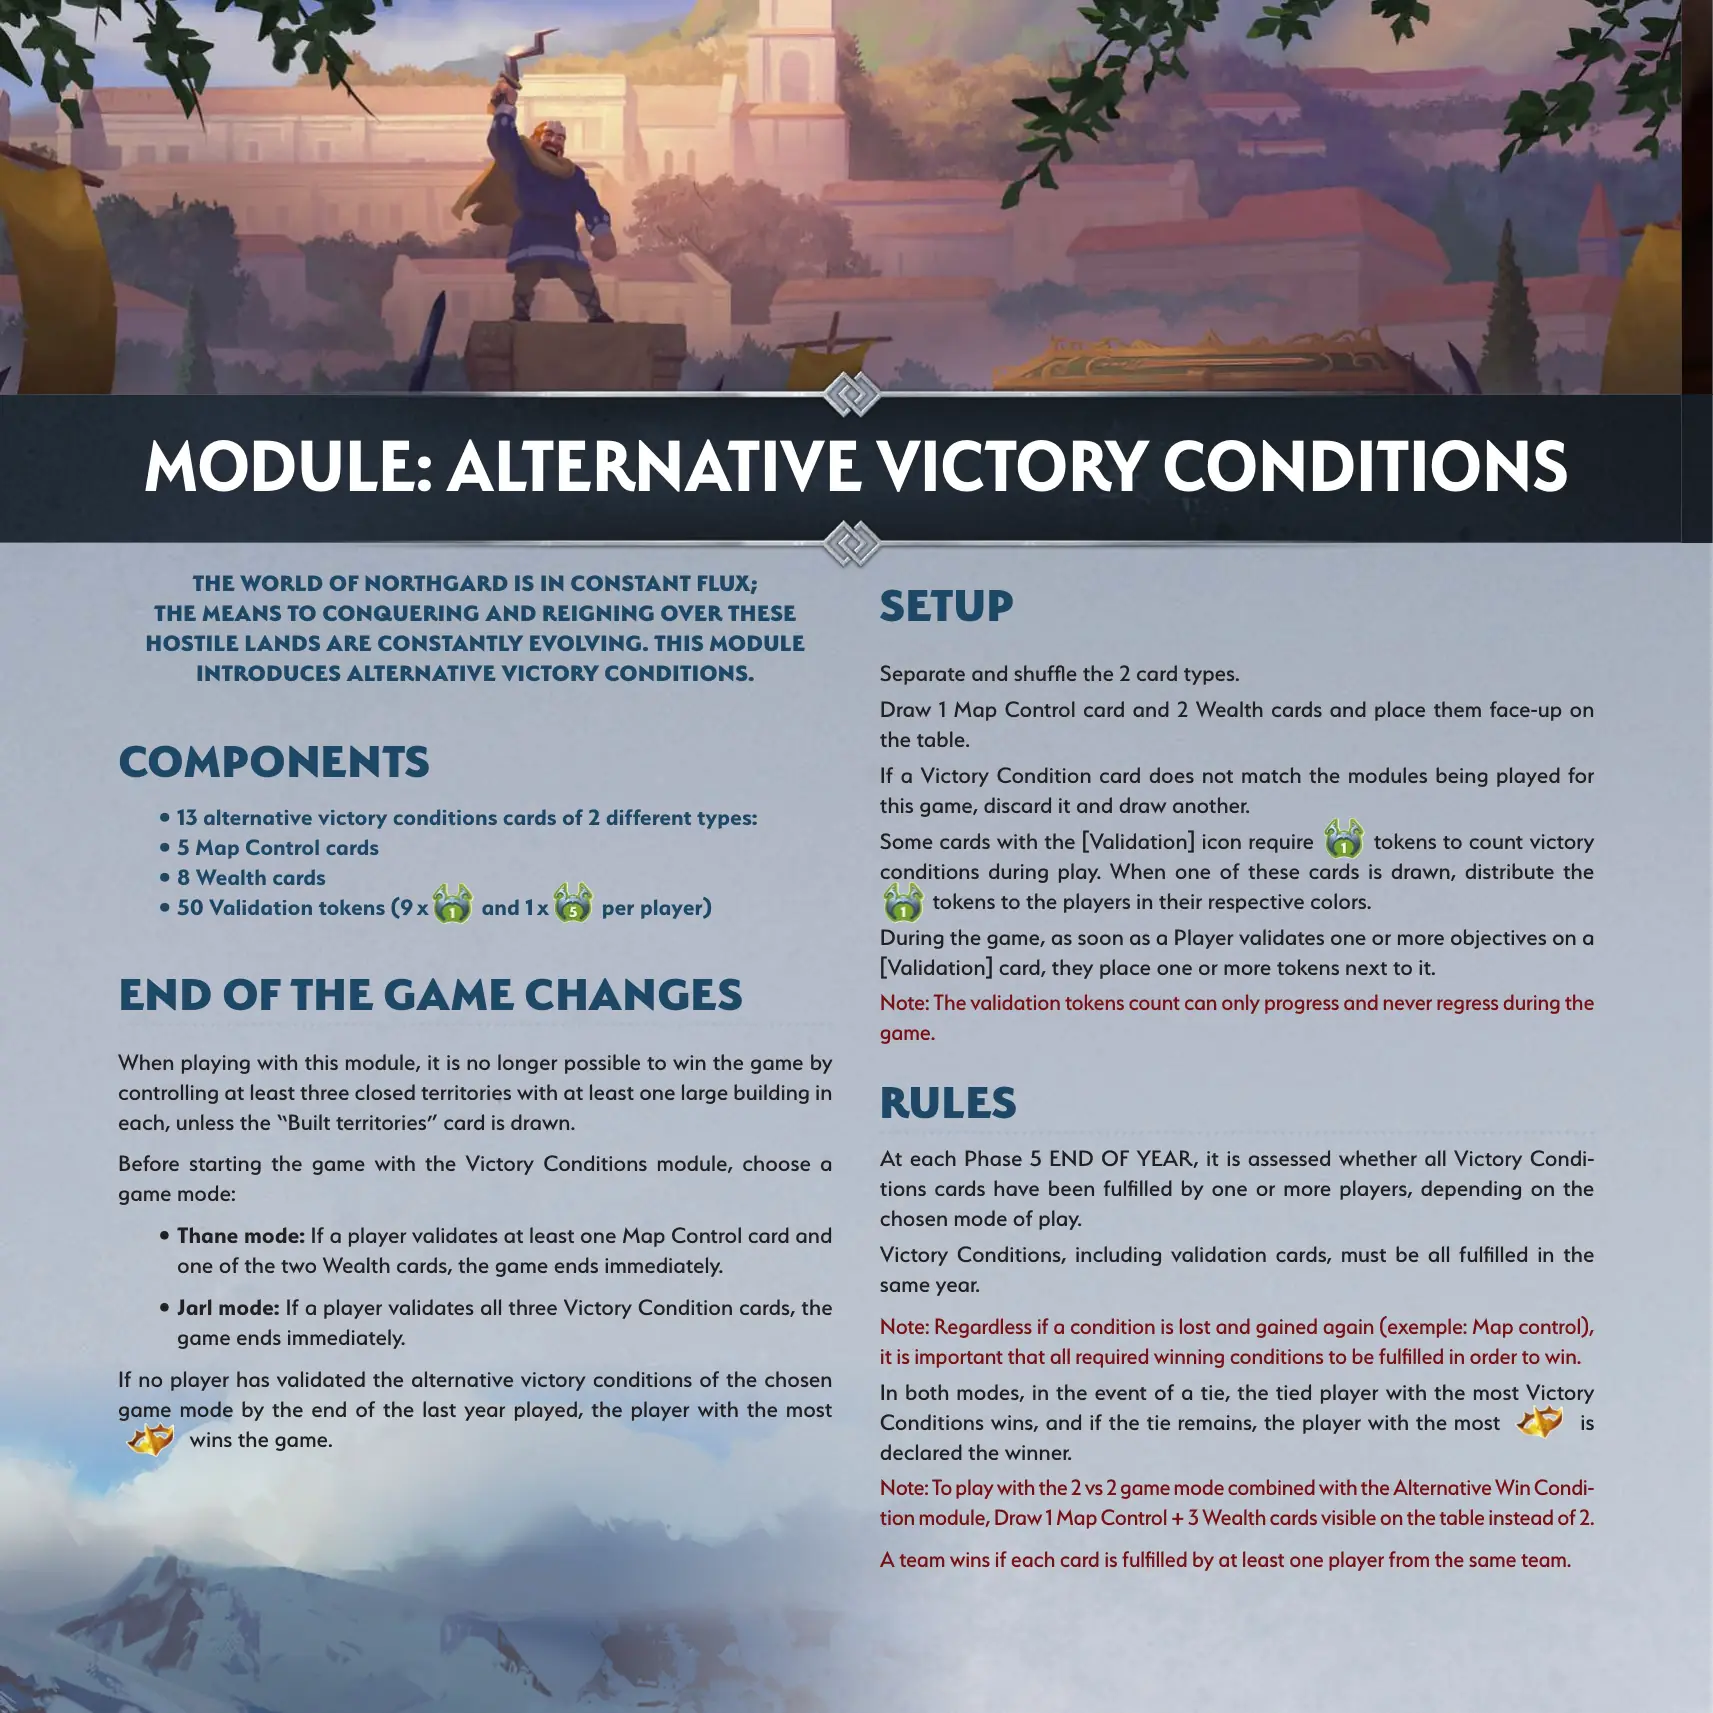 MODULE: ALTERNATIVE VICTORY CONDITIONS
THE WORLD OF NORTHGARD IS IN CONSTANT FLUX;
THE MEANS TO CONQUERING AND REIGNING OVER THESE
HOSTILE LANDS ARE CONSTANTLY EVOLVING. THIS MODULE
INTRODUCES ALTERNATIVE VICTORY CONDITIONS.
COMPONENTS
• 13 alternative victory conditions cards of 2 different types:
• 5 Map Control cards
• 8 Wealth cards
• 50 Validation tokens (9 x 1 and 1 x 5 per player)
END OF THE GAME CHANGES
When playing with this module, it is no longer possible to win the game by
controlling at least three closed territories with at least one large building in
each, unless the “Built territories” card is drawn.
Before starting the game with the Victory Conditions module, choose a
game mode:
• Thane mode: If a player validates at least one Map Control card and
one of the two Wealth cards, the game ends immediately.
• Jarl mode: If a player validates all three Victory Condition cards, the
game ends immediately.
If no player has validated the alternative victory conditions of the chosen
game mode by the end of the last year played, the player with the most
wins the game.
SETUP
Separate and shuffle the 2 card types.
Draw 1 Map Control card and 2 Wealth cards and place them face-up on
the table.
If a Victory Condition card does not match the modules being played for
this game, discard it and draw another.
Some cards with the [Validation] icon require 1 tokens to count victory
conditions during play. When one of these cards is drawn, distribute the
1 tokens to the players in their respective colors.
During the game, as soon as a Player validates one or more objectives on a
[Validation] card, they place one or more tokens next to it.
Note: The validation tokens count can only progress and never regress during the
game.
RULES
At each Phase 5 END OF YEAR, it is assessed whether all Victory Condi-
tions cards have been fulfilled by one or more players, depending on the
chosen mode of play.
Victory Conditions, including validation cards, must be all fulfilled in the
same year.
Note: Regardless if a condition is lost and gained again (exemple: Map control),
it is important that all required winning conditions to be fulfilled in order to win.
In both modes, in the event of a tie, the tied player with the most Victory
Conditions wins, and if the tie remains, the player with the most is
declared the winner.
Note: To play with the 2 vs 2 game mode combined with the Alternative Win Condi-
tion module, Draw 1 Map Control + 3 Wealth cards visible on the table instead of 2.
A team wins if each card is fulfilled by at least one player from the same team.